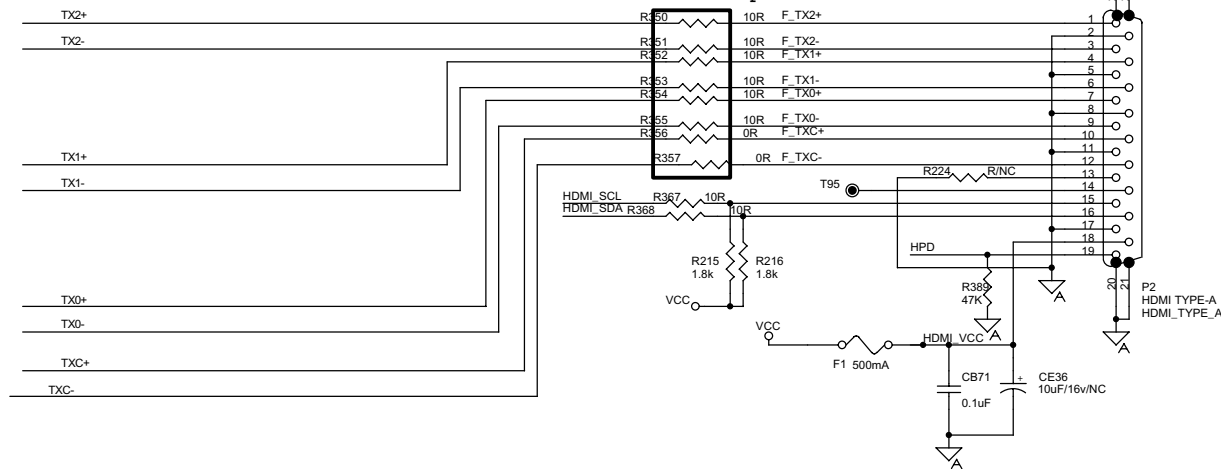 TX2+ R350 10R F_TX2+ 1
2
TX2- R351 10R F_TX2- 3
R352 10R F_TX1+ 4
5
R353 10R F_TX1- 6
R354 10R F_TX0+ 7
8
R355 10R F_TX0- 9
R356 0R F_TXC+ 10
11
TX1+ R357 0R F_TXC- 12
R224 R/NC 13
TX1- T95 14
HDMI_SCL R367 10R 15
HDMI_SDA R368 10R 16
17
18
HPD 19
R215 R216
1.8k 1.8k
20 21
R389
47K
A
P2
HDMI TYPE-A
HDMI_TYPE_A
TX0+
VCC
TX0-
VCC
A
A
HDMI_VCC
F1 500mA
TXC+
CB71
0.1uF
CE36
+
10uF/16v/NC
TXC-
A